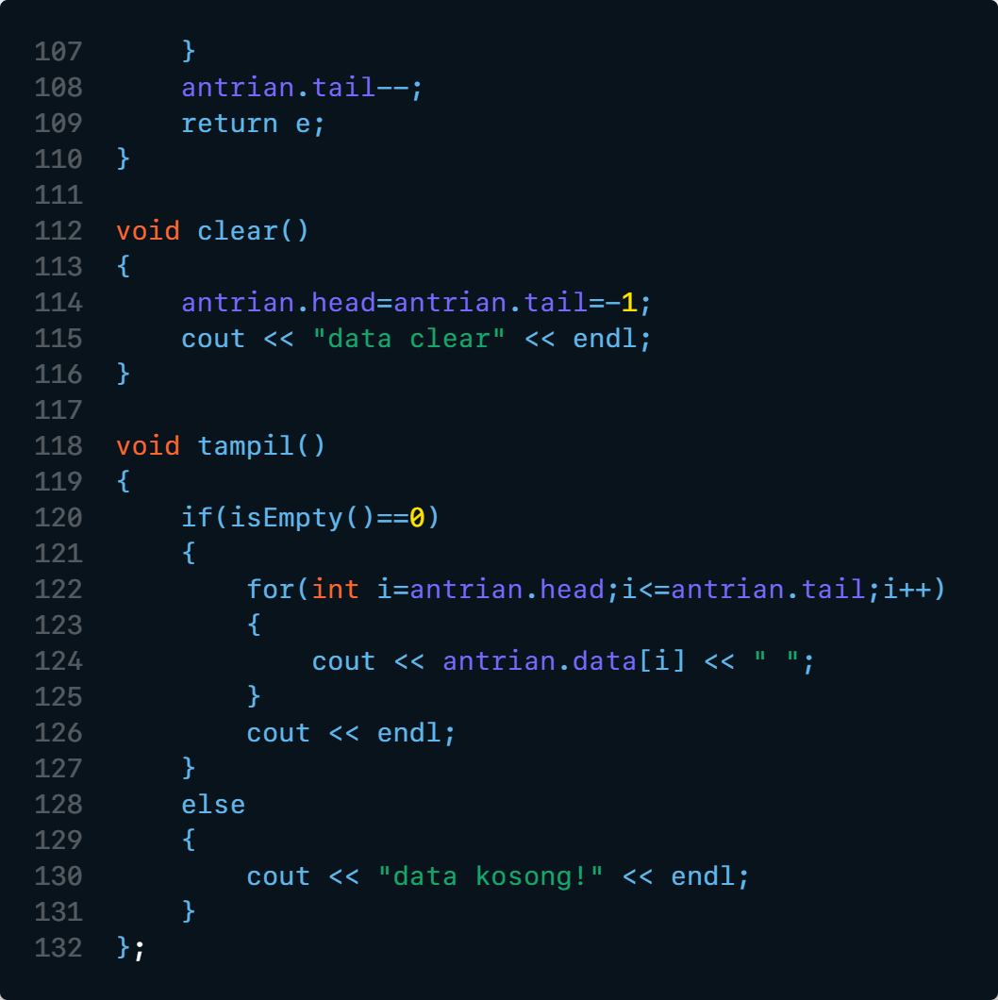 107      }
108      antrian.tail--;
109      return e;
110  }
111
112  void clear()
113  {
114      antrian.head=antrian.tail=-1;
115      cout << "data clear" << endl;
116  }
117
118  void tampil()
119  {
120      if(isEmpty()==0)
121      {
122          for(int i=antrian.head;i<=antrian.tail;i++)
123          {
124              cout << antrian.data[i] << " ";
125          }
126          cout << endl;
127      }
128      else
129      {
130          cout << "data kosong!" << endl;
131      }
132  };